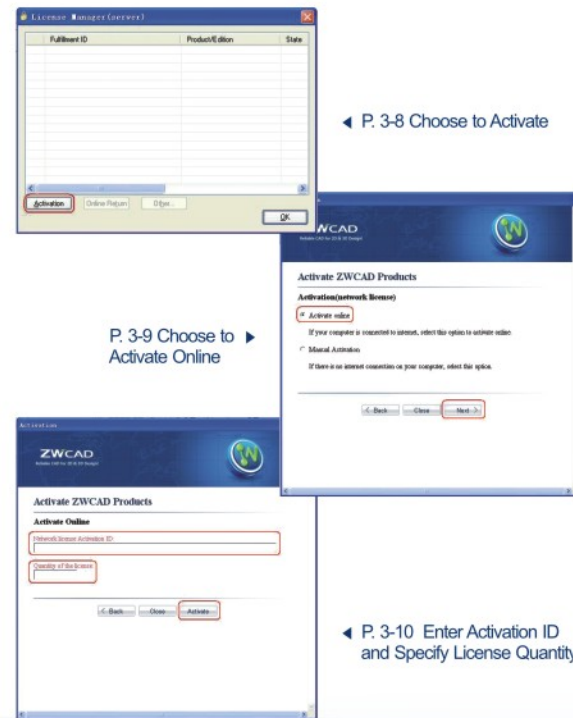 License Manager(server)
Fulfillment ID Product/Edition State
Activation Online Return Other...
OK
◀ P. 3-8 Choose to Activate
ZWCAD
Activate ZWCAD Products
Activation(network license)
Activate online
If your computer is connected to internet, select this option to activate online.
Manual Activation
If there is no internet connection on your computer, select this option.
< Back Close Next >
P. 3-9 Choose to ▶
Activate Online
Activation
ZWCAD
Activate ZWCAD Products
Activate Online
Network license Activation ID:
Quantity of the license:
< Back Close Activate
◀ P. 3-10 Enter Activation ID
and Specify License Quantity